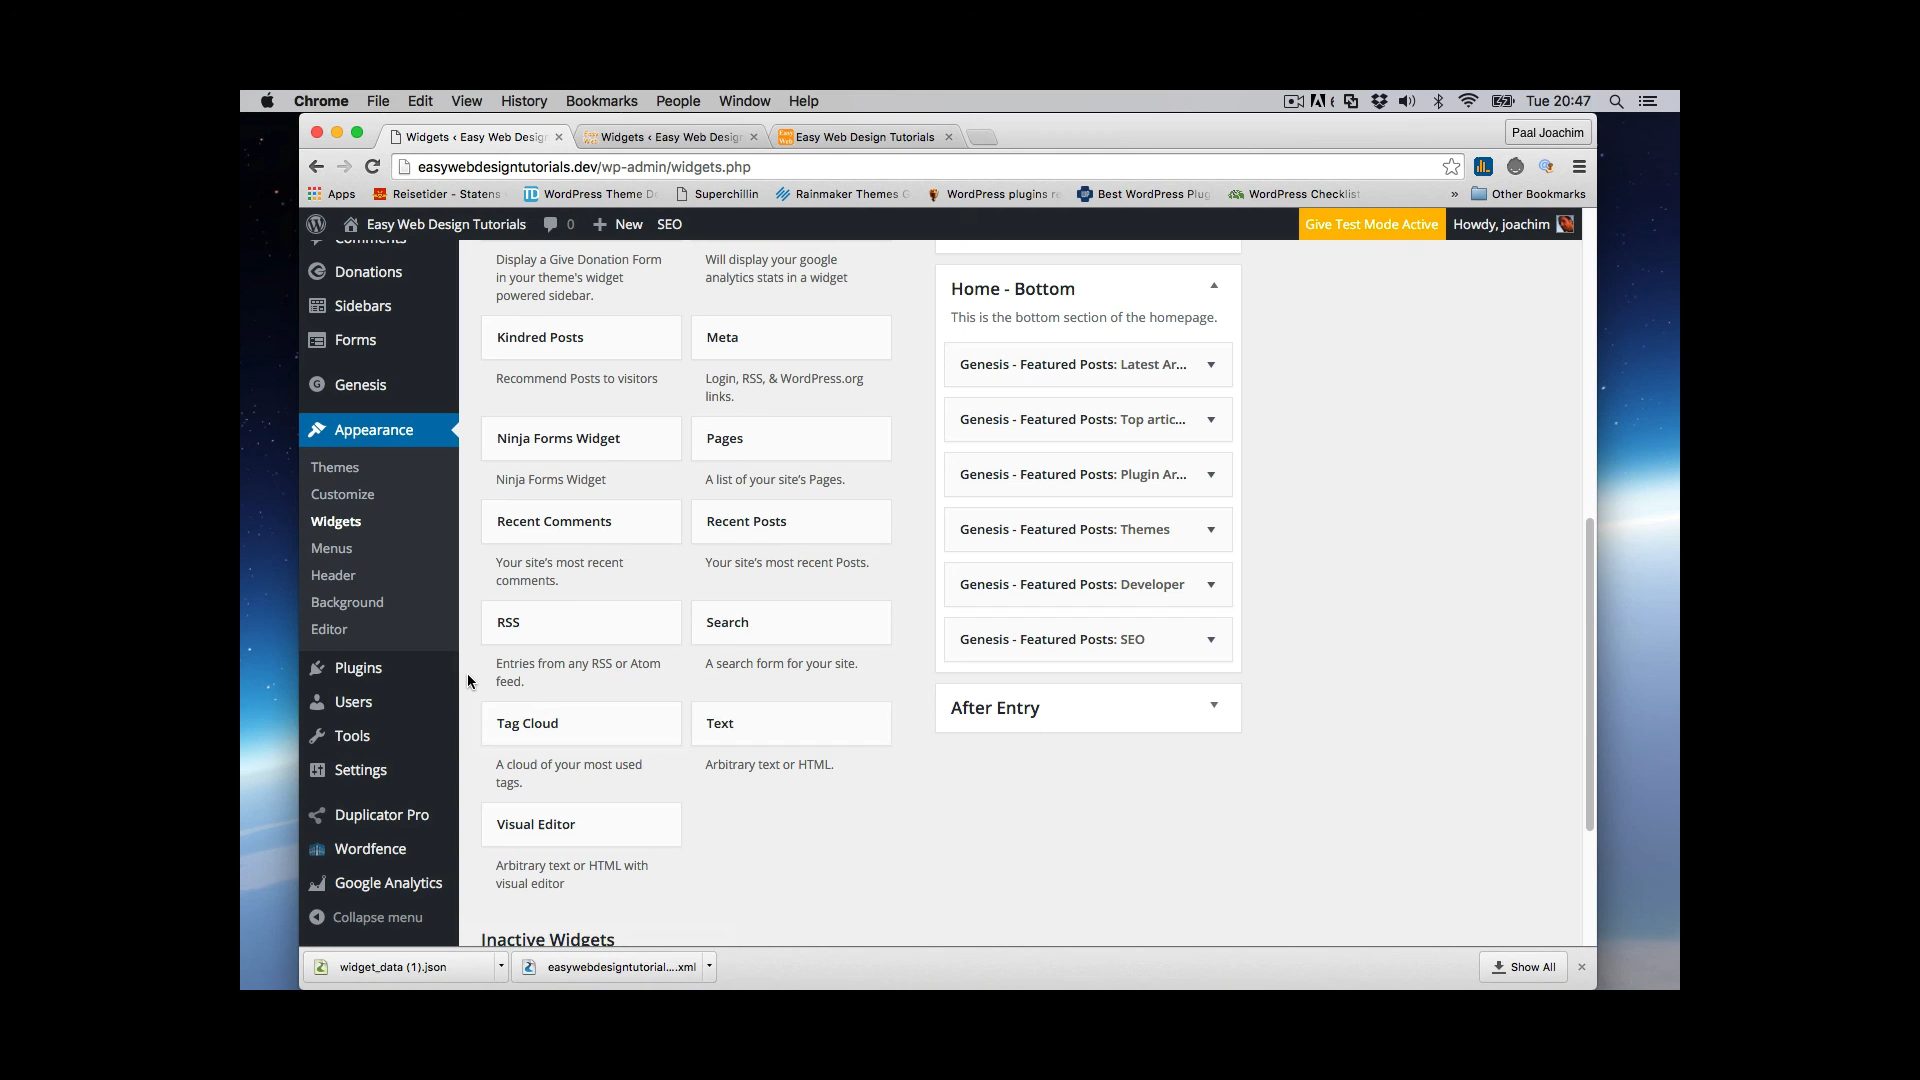 Chrome File Edit View History Bookmarks People Window Help Tue 20:47
Widgets ‹ Easy Web Desig Widgets ‹ Easy Web Design Easy Web Design Tutorials Paal Joachim
easywebdesigntutorials.dev/wp-admin/widgets.php
Apps Reisetider - Statens WordPress Theme De Superchillin Rainmaker Themes WordPress plugins re Best WordPress Plug WordPress Checklist » Other Bookmarks
Easy Web Design Tutorials 0 New SEO Give Test Mode Active Howdy, joachim
Comments
Donations
Sidebars
Forms
Genesis
Appearance
Themes
Customize
Widgets
Menus
Header
Background
Editor
Plugins
Users
Tools
Settings
Duplicator Pro
Wordfence
Google Analytics
Collapse menu
Display a Give Donation Form
in your theme's widget
powered sidebar.
Will display your google
analytics stats in a widget
Kindred Posts
Recommend Posts to visitors
Meta
Login, RSS, & WordPress.org
links.
Ninja Forms Widget
Ninja Forms Widget
Pages
A list of your site's Pages.
Recent Comments
Your site's most recent
comments.
Recent Posts
Your site's most recent Posts.
RSS
Entries from any RSS or Atom
feed.
Search
A search form for your site.
Tag Cloud
A cloud of your most used
tags.
Text
Arbitrary text or HTML.
Visual Editor
Arbitrary text or HTML with
visual editor
Inactive Widgets
Home - Bottom
This is the bottom section of the homepage.
Genesis - Featured Posts: Latest Ar...
Genesis - Featured Posts: Top artic...
Genesis - Featured Posts: Plugin Ar...
Genesis - Featured Posts: Themes
Genesis - Featured Posts: Developer
Genesis - Featured Posts: SEO
After Entry
widget_data (1).json easywebdesigntutorial....xml Show All